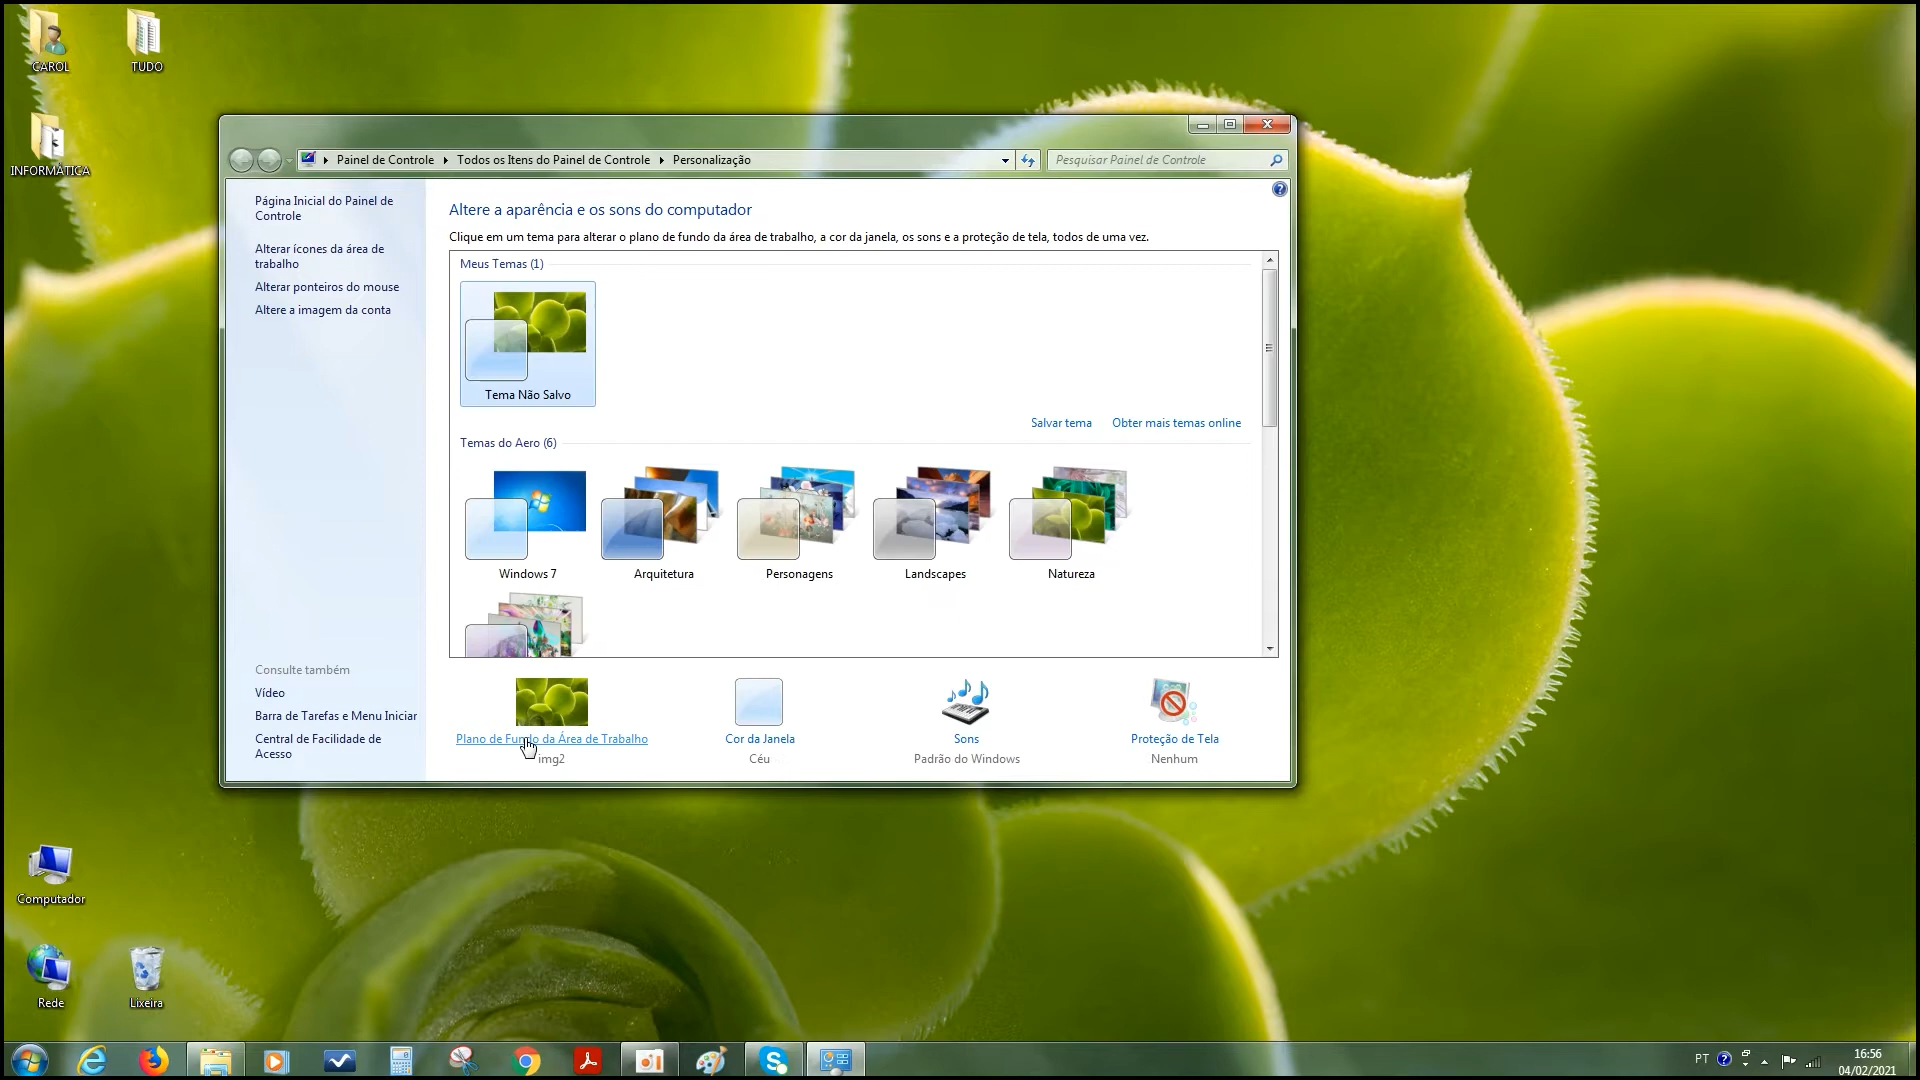 CAROL
TUDO
INFORMÁTICA
Painel de Controle
Todos os Itens do Painel de Controle
Personalização
Pesquisar Painel de Controle
Página Inicial do Painel de
Controle
Alterar ícones da área de
trabalho
Alterar ponteiros do mouse
Altere a imagem da conta
Altere a aparência e os sons do computador
Clique em um tema para alterar o plano de fundo da área de trabalho, a cor da janela, os sons e a proteção de tela, todos de uma vez.
Meus Temas (1)
Tema Não Salvo
Salvar tema
Obter mais temas online
Temas do Aero (6)
Windows 7
Arquitetura
Personagens
Landscapes
Natureza
Consulte também
Vídeo
Barra de Tarefas e Menu Iniciar
Central de Facilidade de
Acesso
Plano de Fundo da Área de Trabalho
img2
Cor da Janela
Céu
Sons
Padrão do Windows
Proteção de Tela
Nenhum
Computador
Rede
Lixeira
PT
16:56
04/02/2021